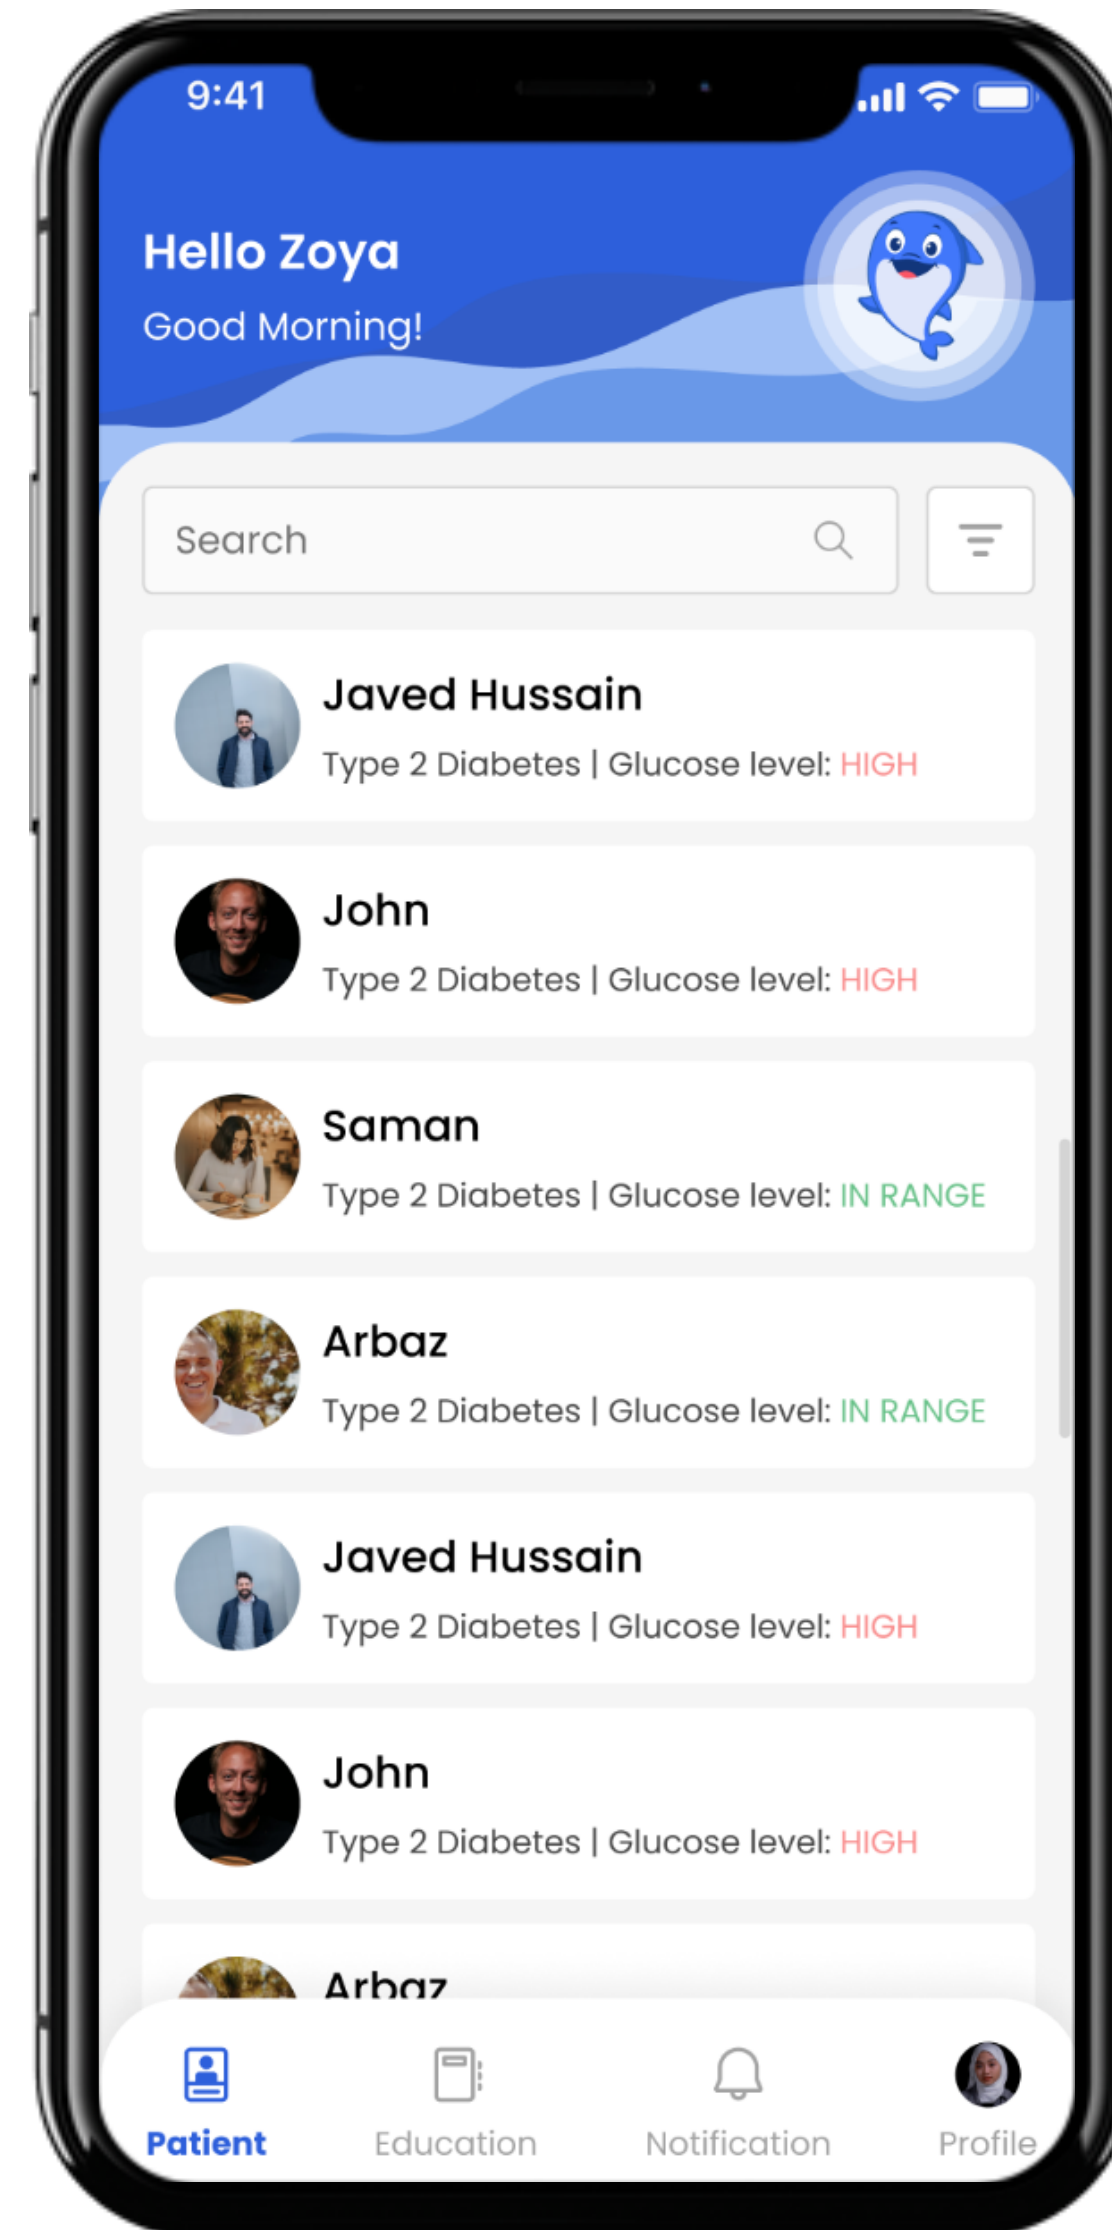 9:41
Hello Zoya
Good Morning!
Search
Javed Hussain
Type 2 Diabetes | Glucose level: HIGH
John
Type 2 Diabetes | Glucose level: HIGH
Saman
Type 2 Diabetes | Glucose level: IN RANGE
Arbaz
Type 2 Diabetes | Glucose level: IN RANGE
Javed Hussain
Type 2 Diabetes | Glucose level: HIGH
John
Type 2 Diabetes | Glucose level: HIGH
Arbaz
Patient Education Notification Profile